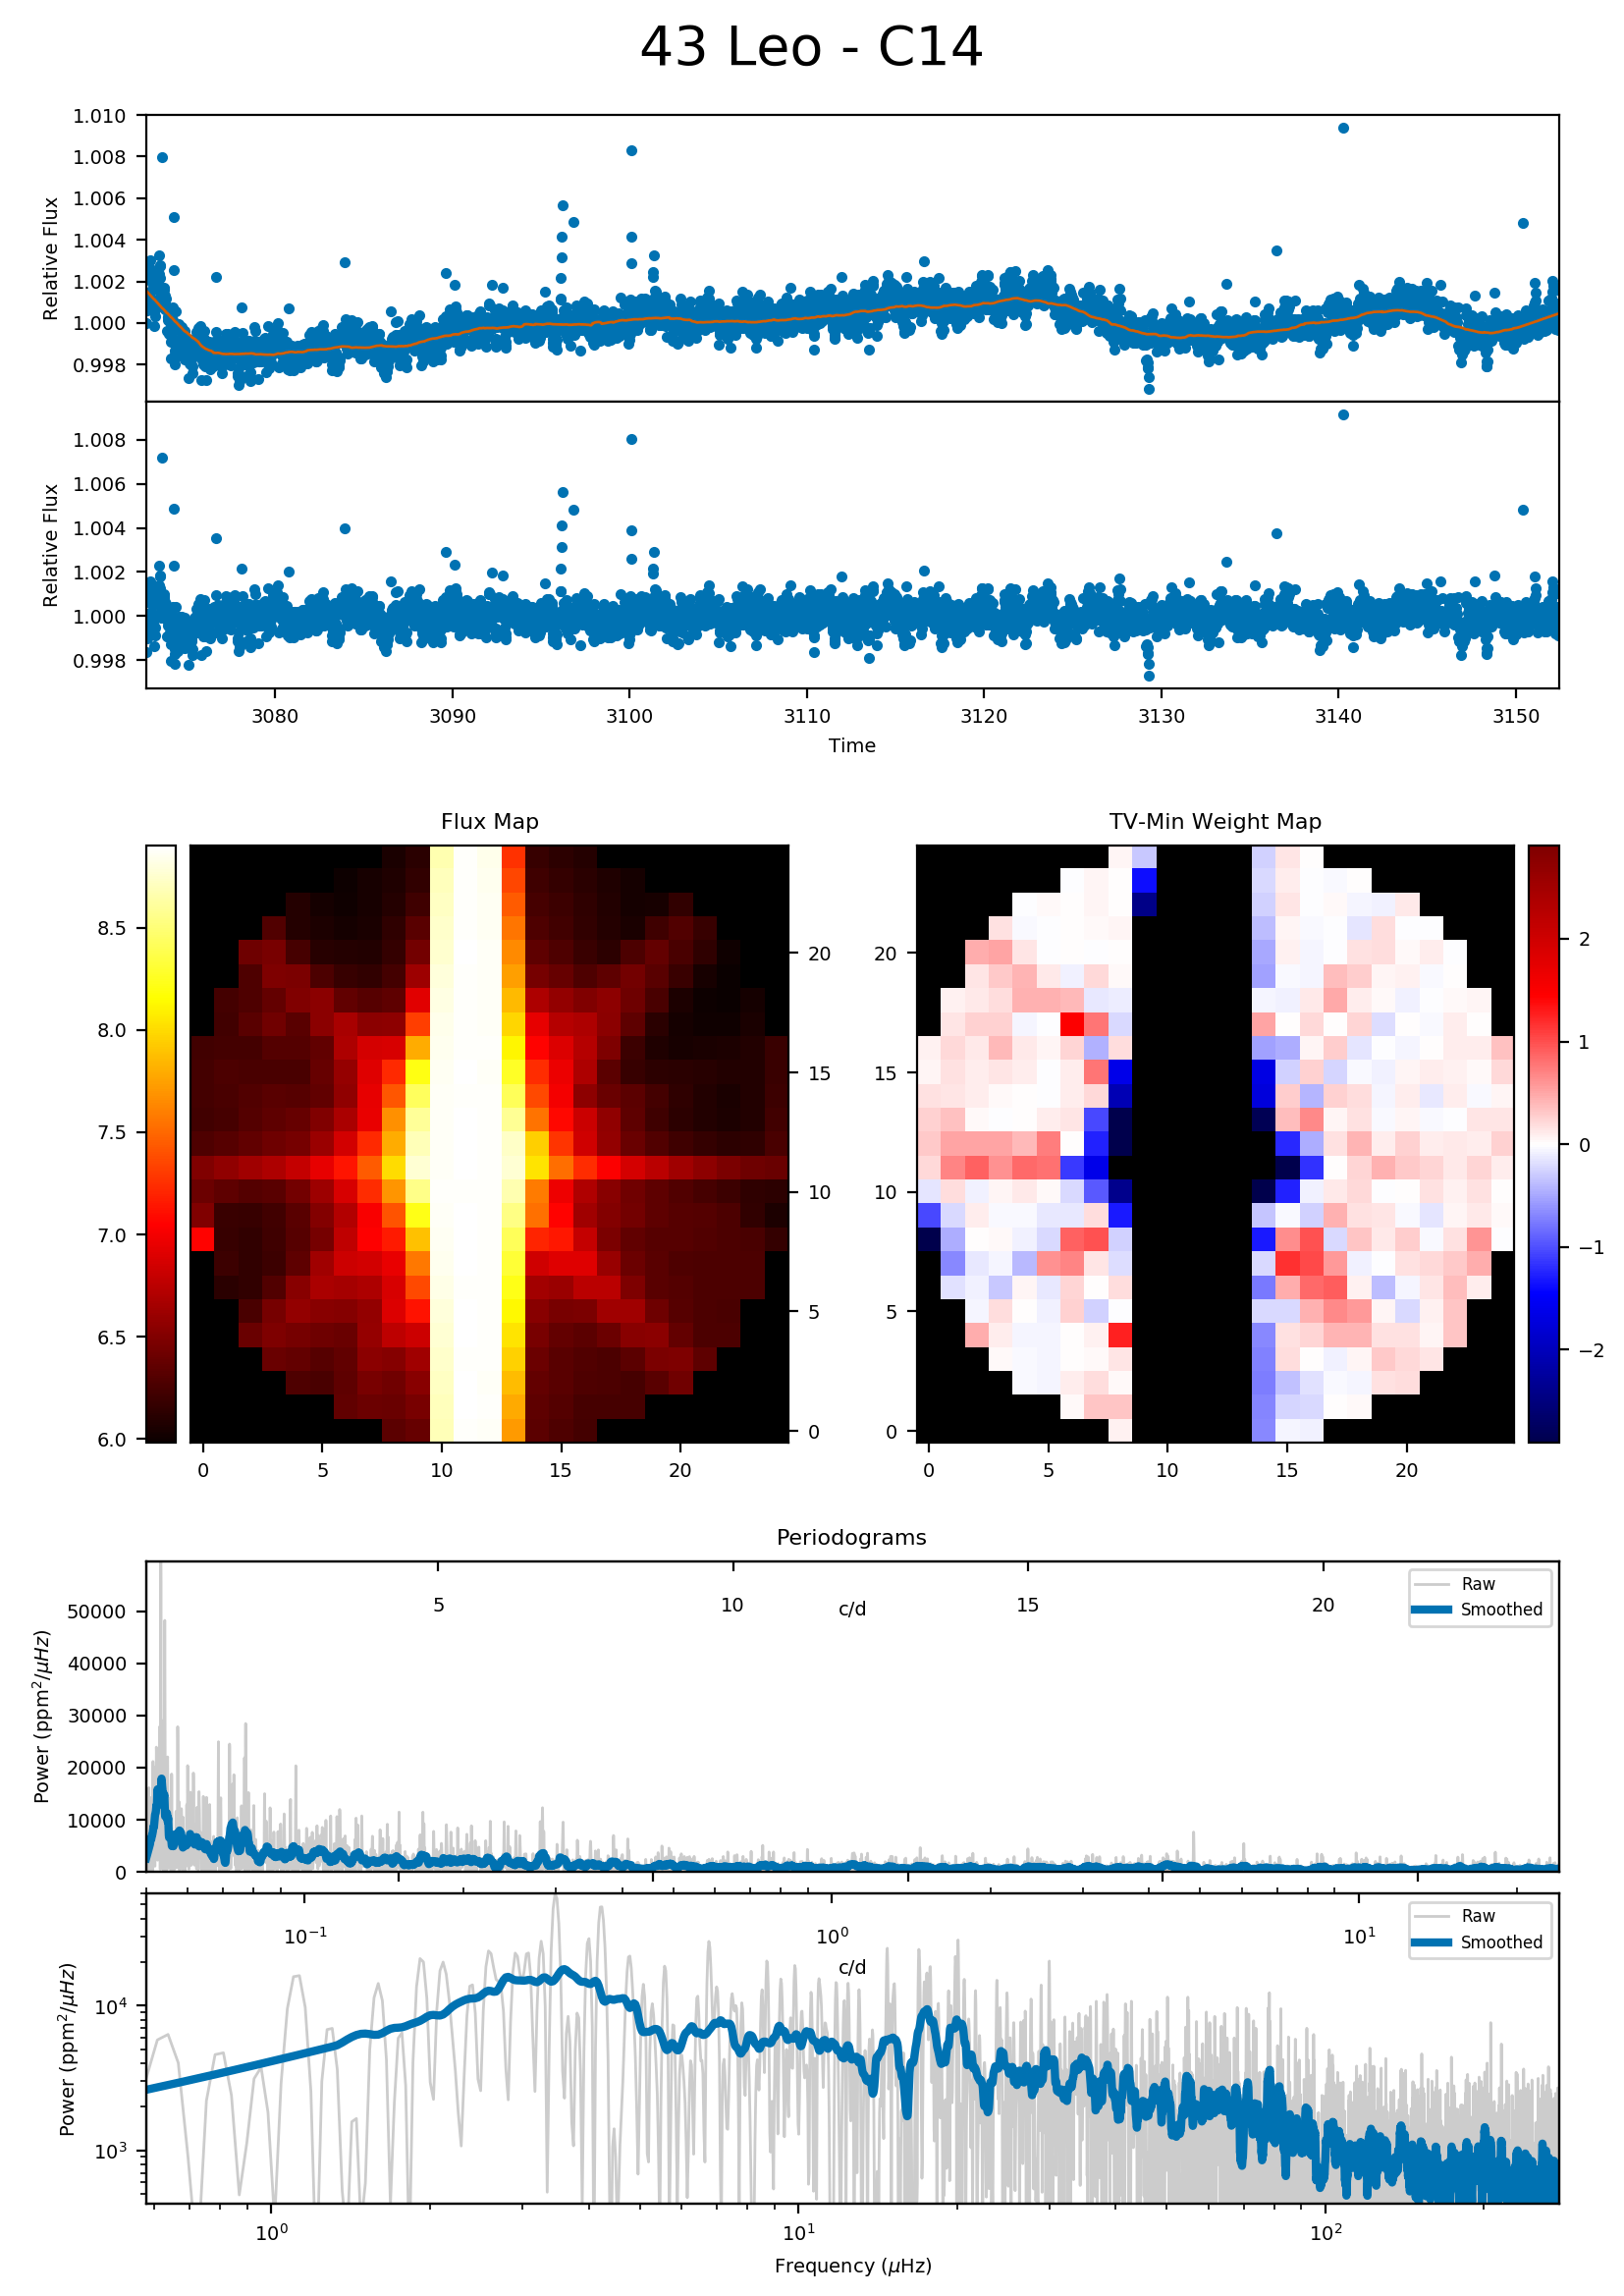 43 Leo - C14
1.010
1.008
1.006
1.004
1.002
1.000
0.998
Relative Flux
1.008
1.006
1.004
1.002
1.000
0.998
Relative Flux
3080 3090 3100 3110 3120 3130 3140 3150
Time
Flux Map
8.5
8.0
7.5
7.0
6.5
6.0
20
15
10
5
0
0 5 10 15 20
TV-Min Weight Map
20
15
10
5
0
0 5 10 15 20
2
1
0
−1
−2
Periodograms
50000
40000
30000
20000
10000
0
Power (ppm²/μHz)
5 10 15 20
c/d
Raw
Smoothed
10⁻¹ 10⁰ 10¹
c/d
Raw
Smoothed
10⁴
10³
Power (ppm²/μHz)
10⁰ 10¹ 10²
Frequency (μHz)